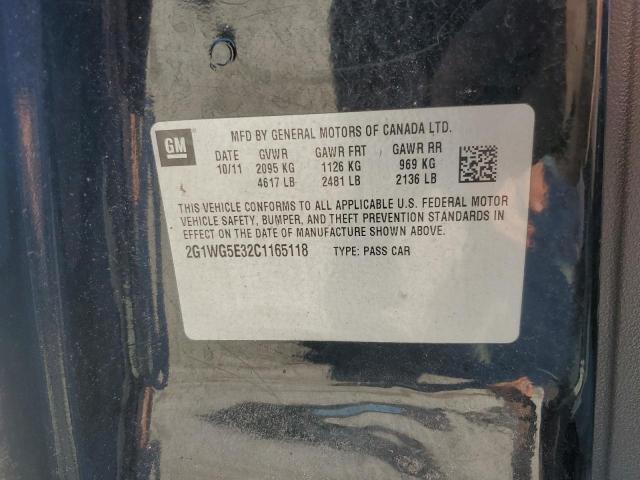 GM
MFD BY GENERAL MOTORS OF CANADA LTD.
DATE GVWR GAWR FRT GAWR RR
10/11 2095 KG 1126 KG 969 KG
4617 LB 2481 LB 2136 LB
THIS VEHICLE CONFORMS TO ALL APPLICABLE U.S. FEDERAL MOTOR
VEHICLE SAFETY, BUMPER, AND THEFT PREVENTION STANDARDS IN
EFFECT ON THE DATE OF MANUFACTURE SHOWN ABOVE.
2G1WG5E32C1165118 TYPE: PASS CAR